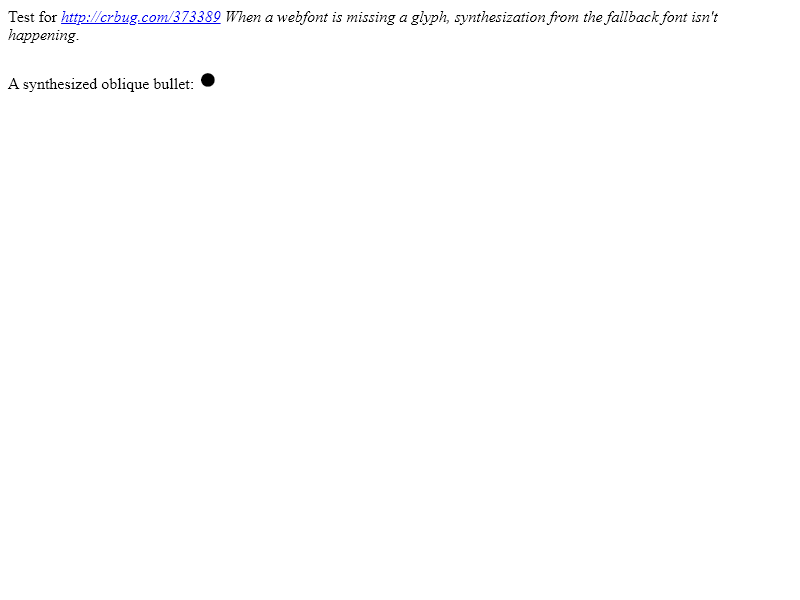 Test for http://crbug.com/373389 When a webfont is missing a glyph, synthesization from the fallback font isn't
happening.
A synthesized oblique bullet: ●